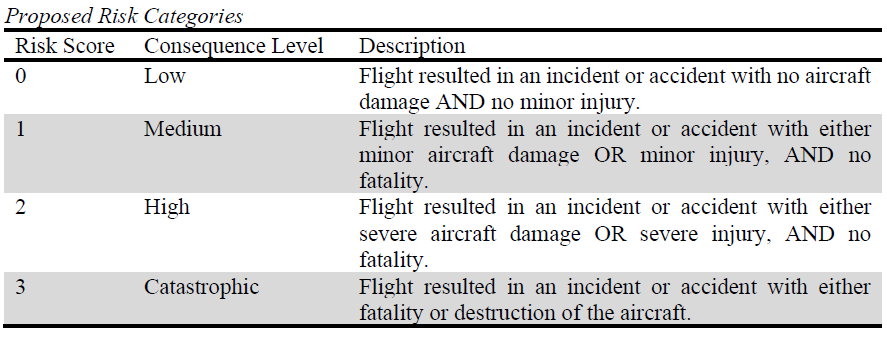 Proposed Risk Categories
Risk Score Consequence Level Description
0 Low Flight resulted in an incident or accident with no aircraft
damage AND no minor injury.
1 Medium Flight resulted in an incident or accident with either
minor aircraft damage OR minor injury, AND no
fatality.
2 High Flight resulted in an incident or accident with either
severe aircraft damage OR severe injury, AND no
fatality.
3 Catastrophic Flight resulted in an incident or accident with either
fatality or destruction of the aircraft.